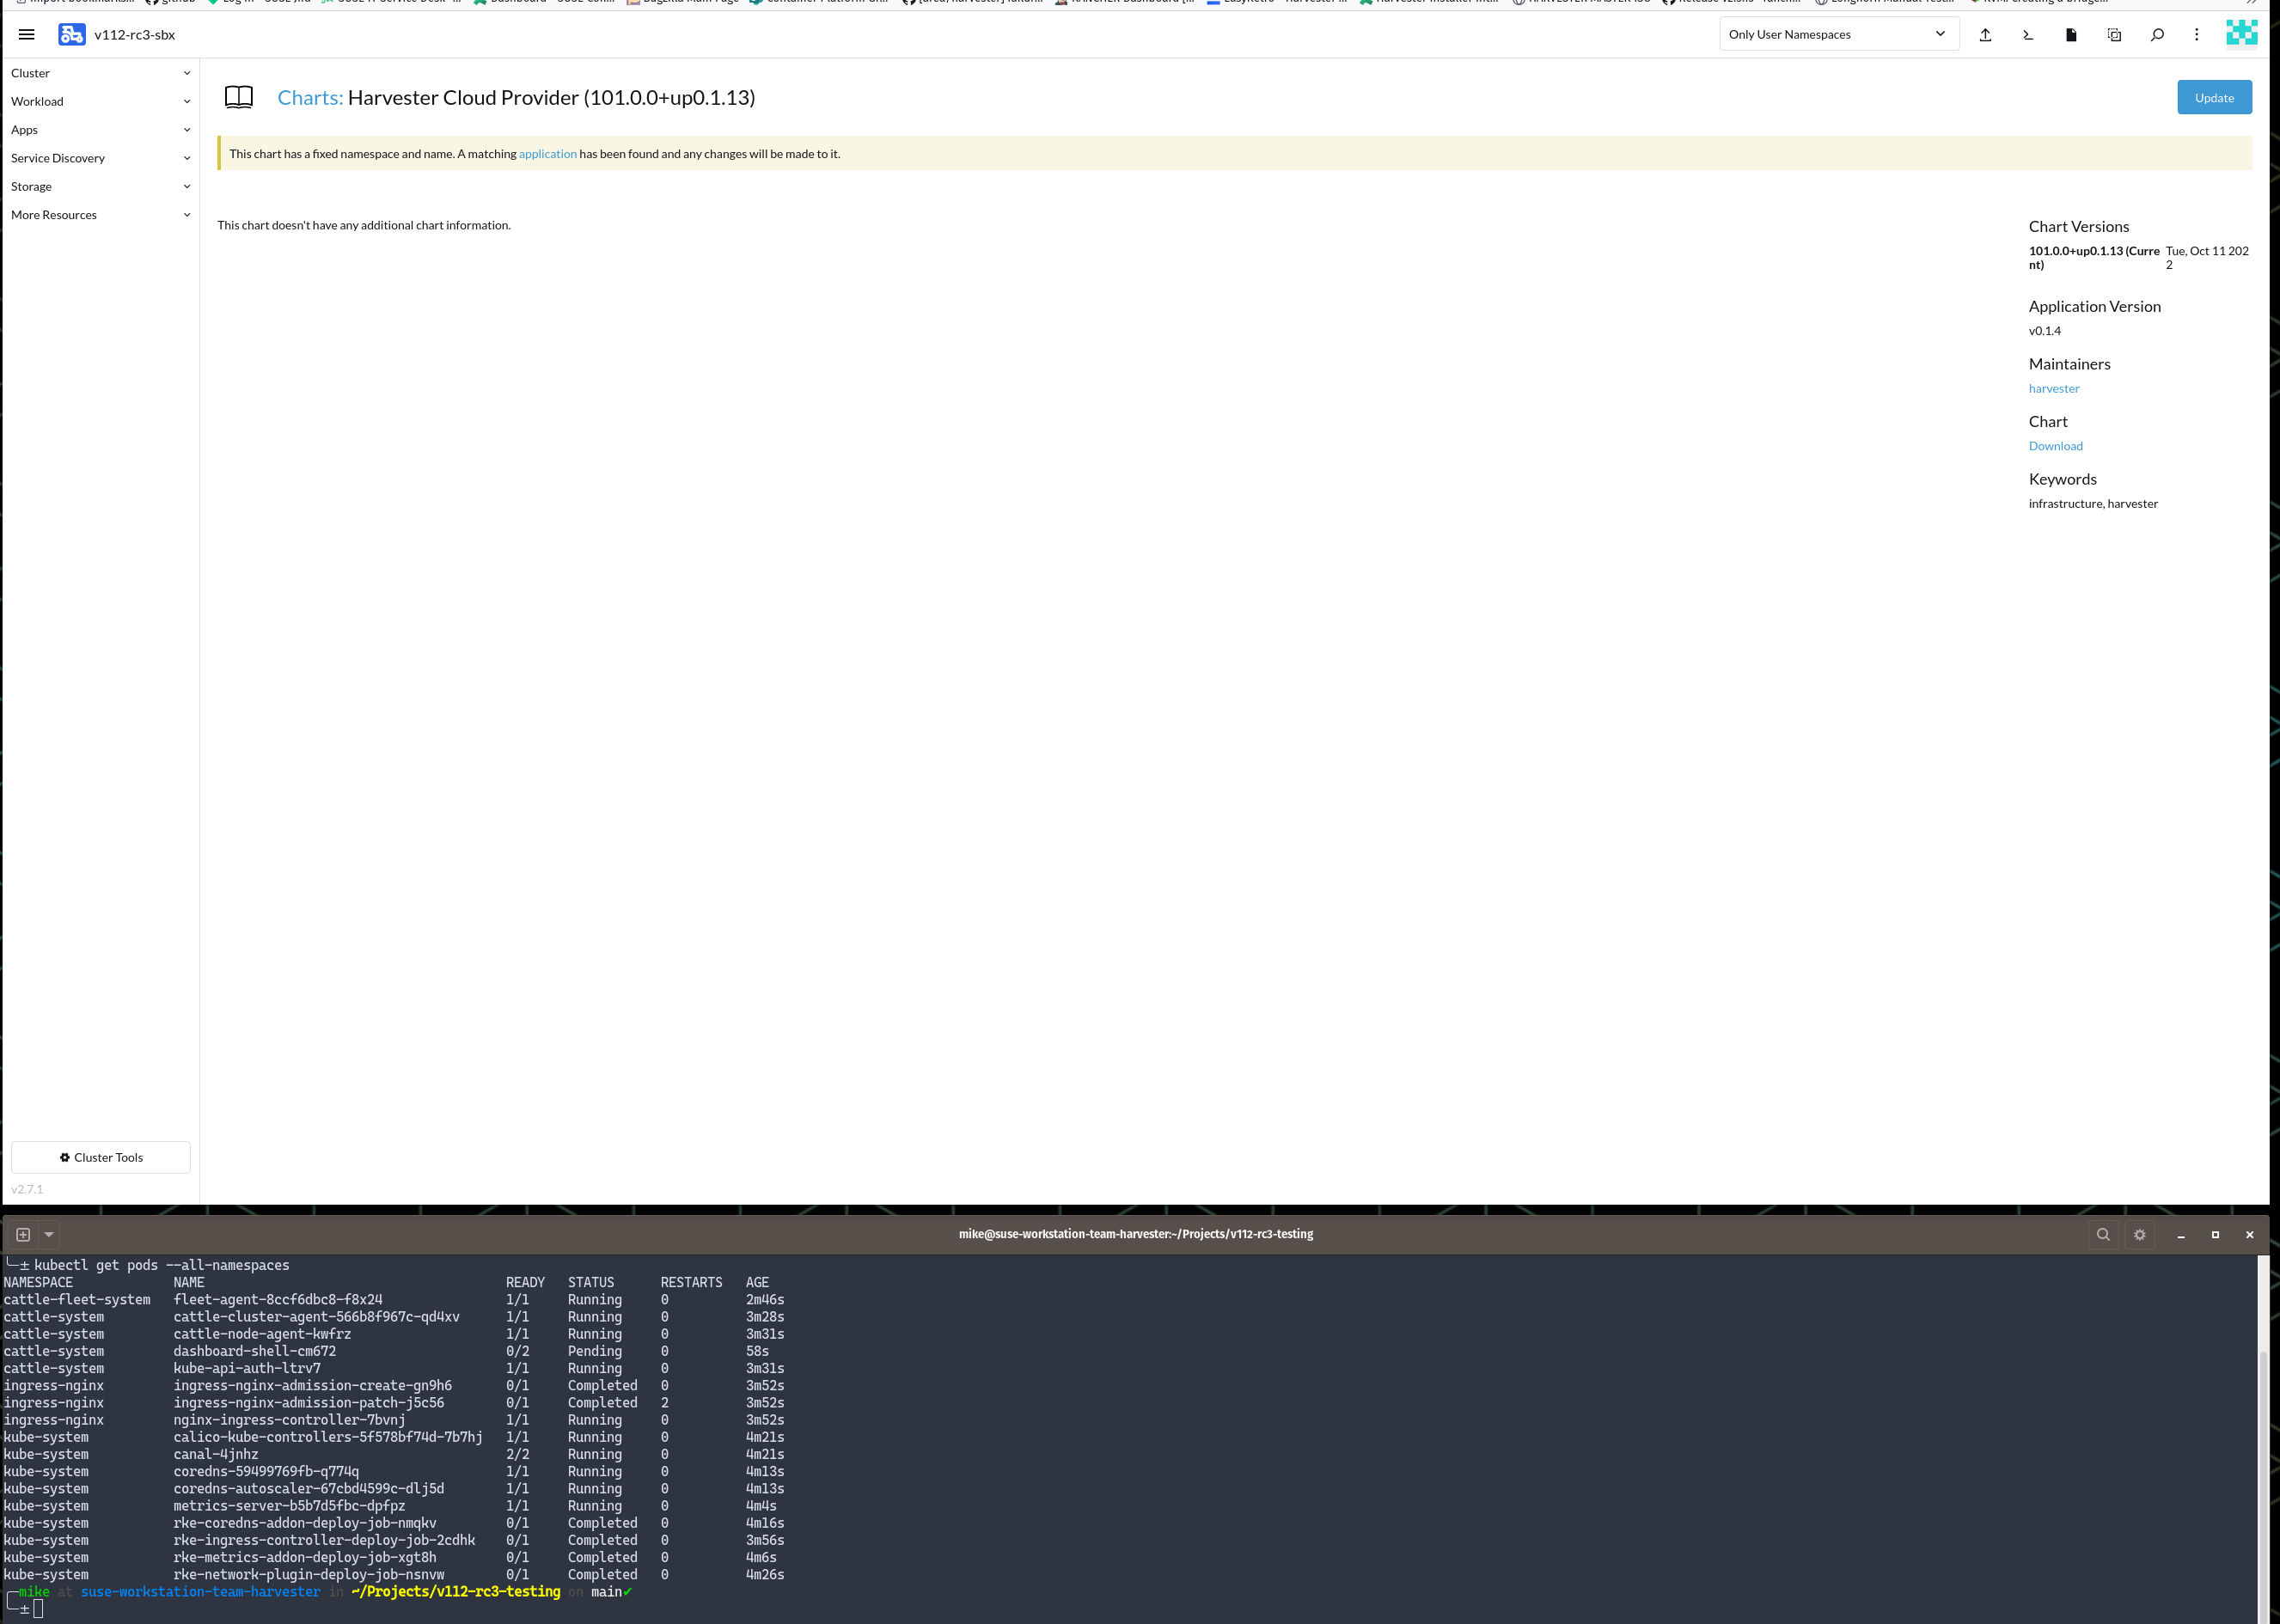 v112-rc3-sbx
Only User Namespaces
Cluster
Workload
Apps
Service Discovery
Storage
More Resources
Charts: Harvester Cloud Provider (101.0.0+up0.1.13)
Update
This chart has a fixed namespace and name. A matching application has been found and any changes will be made to it.
This chart doesn't have any additional chart information.
Chart Versions
101.0.0+up0.1.13 (Curre Tue, Oct 11 202
nt) 2
Application Version
v0.1.4
Maintainers
harvester
Chart
Download
Keywords
infrastructure, harvester
Cluster Tools
v2.7.1
mike@suse-workstation-team-harvester:~/Projects/v112-rc3-testing
╰─± kubectl get pods --all-namespaces
NAMESPACE NAME READY STATUS RESTARTS AGE
cattle-fleet-system fleet-agent-8ccf6dbc8-f8x24 1/1 Running 0 2m46s
cattle-system cattle-cluster-agent-566b8f967c-qd4xv 1/1 Running 0 3m28s
cattle-system cattle-node-agent-kwfrz 1/1 Running 0 3m31s
cattle-system dashboard-shell-cm672 0/2 Pending 0 58s
cattle-system kube-api-auth-ltrv7 1/1 Running 0 3m31s
ingress-nginx ingress-nginx-admission-create-gn9h6 0/1 Completed 0 3m52s
ingress-nginx ingress-nginx-admission-patch-j5c56 0/1 Completed 2 3m52s
ingress-nginx nginx-ingress-controller-7bvnj 1/1 Running 0 3m52s
kube-system calico-kube-controllers-5f578bf74d-7b7hj 1/1 Running 0 4m21s
kube-system canal-4jnhz 2/2 Running 0 4m21s
kube-system coredns-59499769fb-q774q 1/1 Running 0 4m13s
kube-system coredns-autoscaler-67cbd4599c-dlj5d 1/1 Running 0 4m13s
kube-system metrics-server-b5b7d5fbc-dpfpz 1/1 Running 0 4m4s
kube-system rke-coredns-addon-deploy-job-nmqkv 0/1 Completed 0 4m16s
kube-system rke-ingress-controller-deploy-job-2cdhk 0/1 Completed 0 3m56s
kube-system rke-metrics-addon-deploy-job-xgt8h 0/1 Completed 0 4m6s
kube-system rke-network-plugin-deploy-job-nsnvw 0/1 Completed 0 4m26s
╭─mike at suse-workstation-team-harvester in ~/Projects/v112-rc3-testing on main✔
╰─±